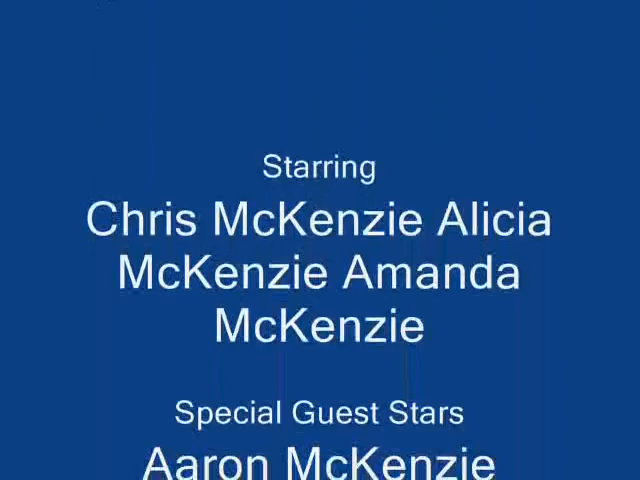 Starring
Chris McKenzie Alicia
McKenzie Amanda
McKenzie
Special Guest Stars
Aaron McKenzie